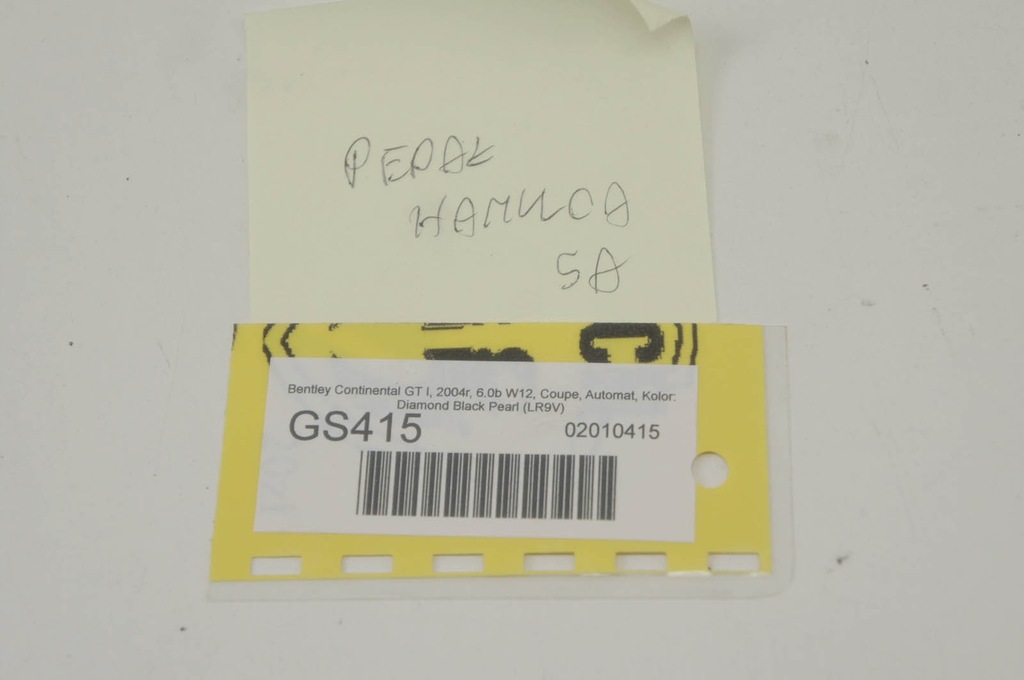 PEDAŁ
HAMULCA
5A
Bentley Continental GT I, 2004r, 6.0b W12, Coupe, Automat, Kolor:
Diamond Black Pearl (LR9V)
GS415 02010415